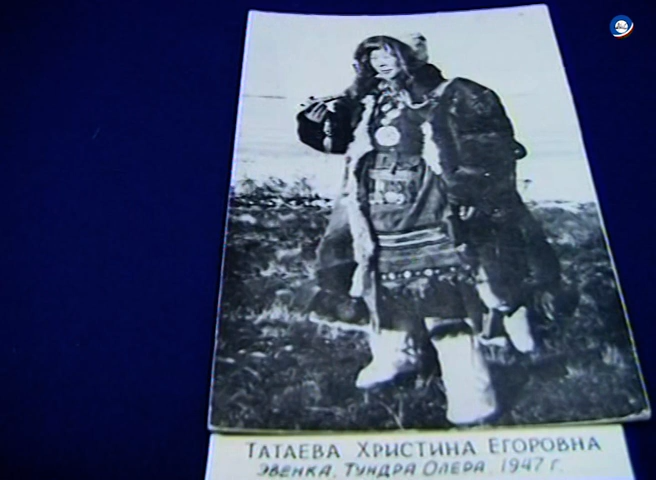 ТАТАЕВА ХРИСТИНА ЕГОРОВНА
ЭВЕНКА. ТУНДРА ОЛЕРА. 1947 г.